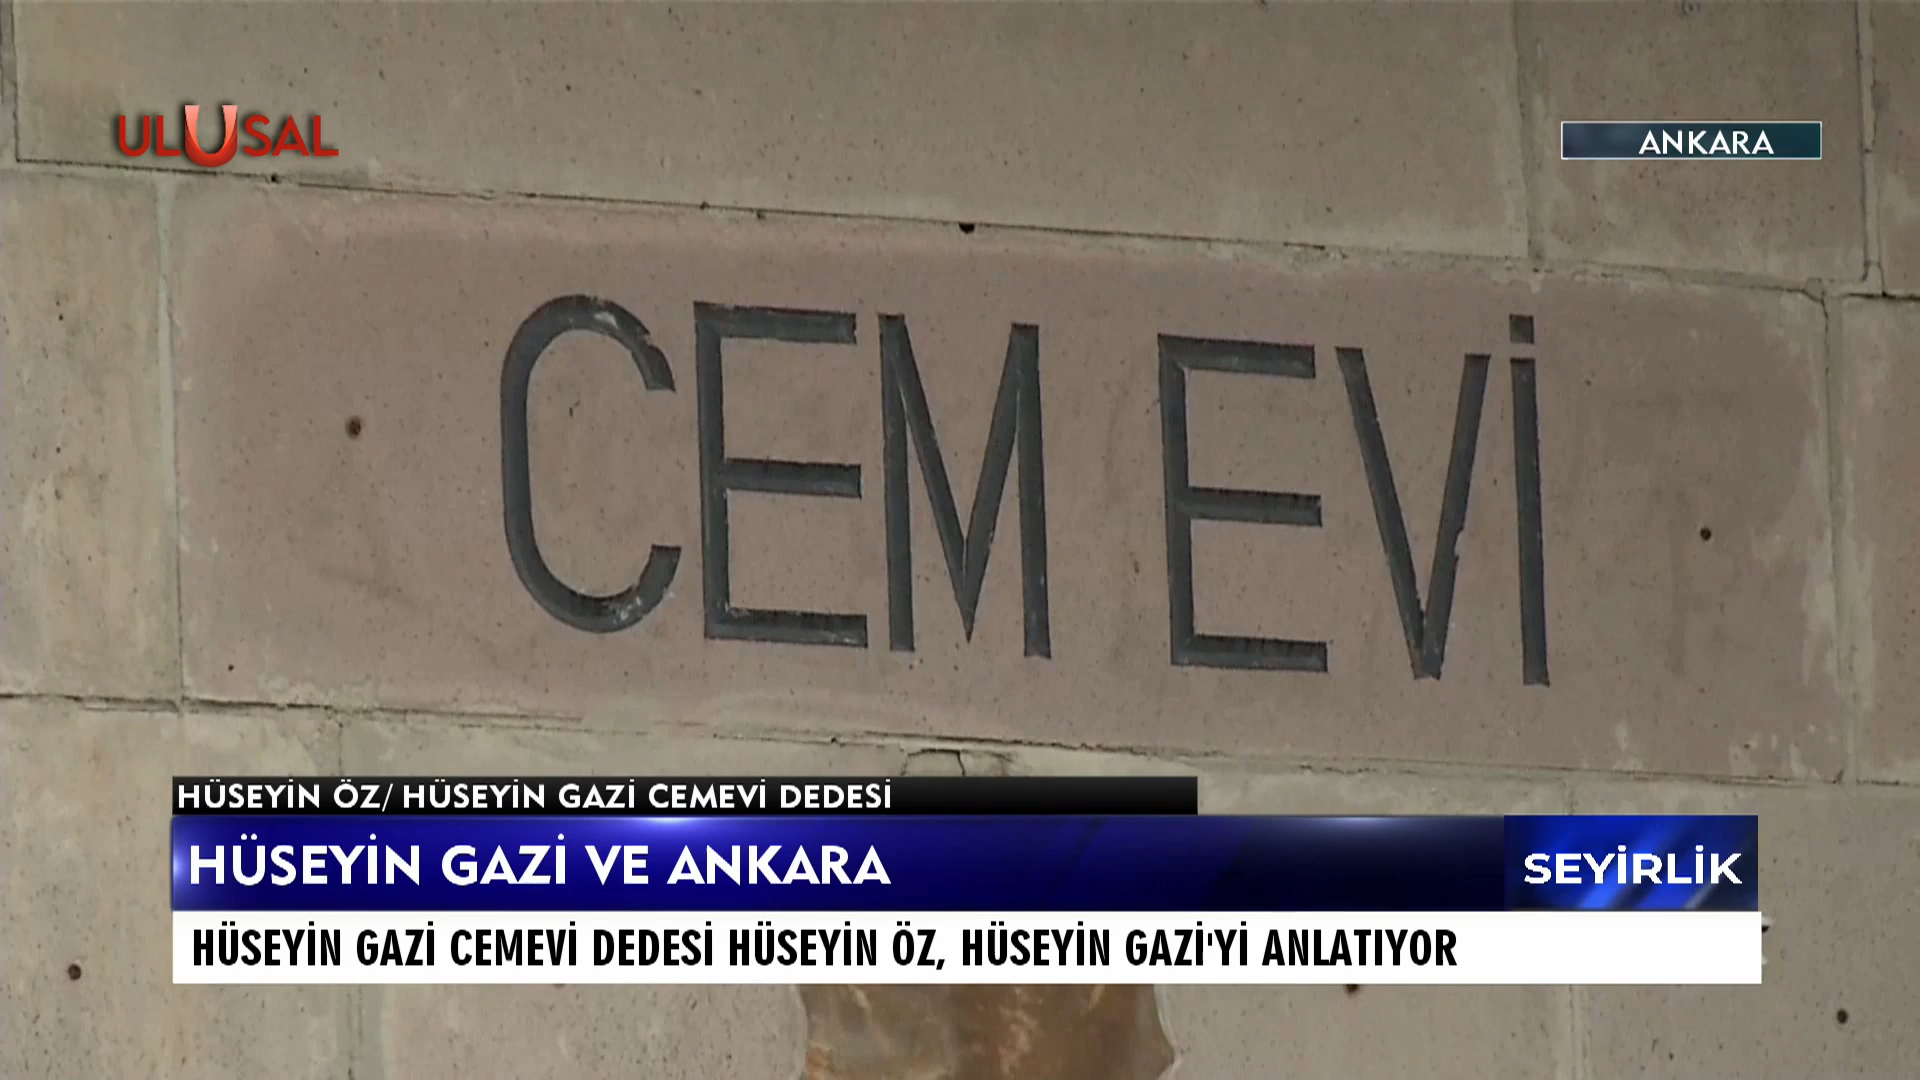 ULUSAL
ANKARA
CEM EVİ
HÜSEYİN ÖZ/ HÜSEYİN GAZİ CEMEVİ DEDESİ
HÜSEYİN GAZİ VE ANKARA
SEYİRLİK
HÜSEYİN GAZİ CEMEVİ DEDESİ HÜSEYİN ÖZ, HÜSEYİN GAZİ'Yİ ANLATIYOR